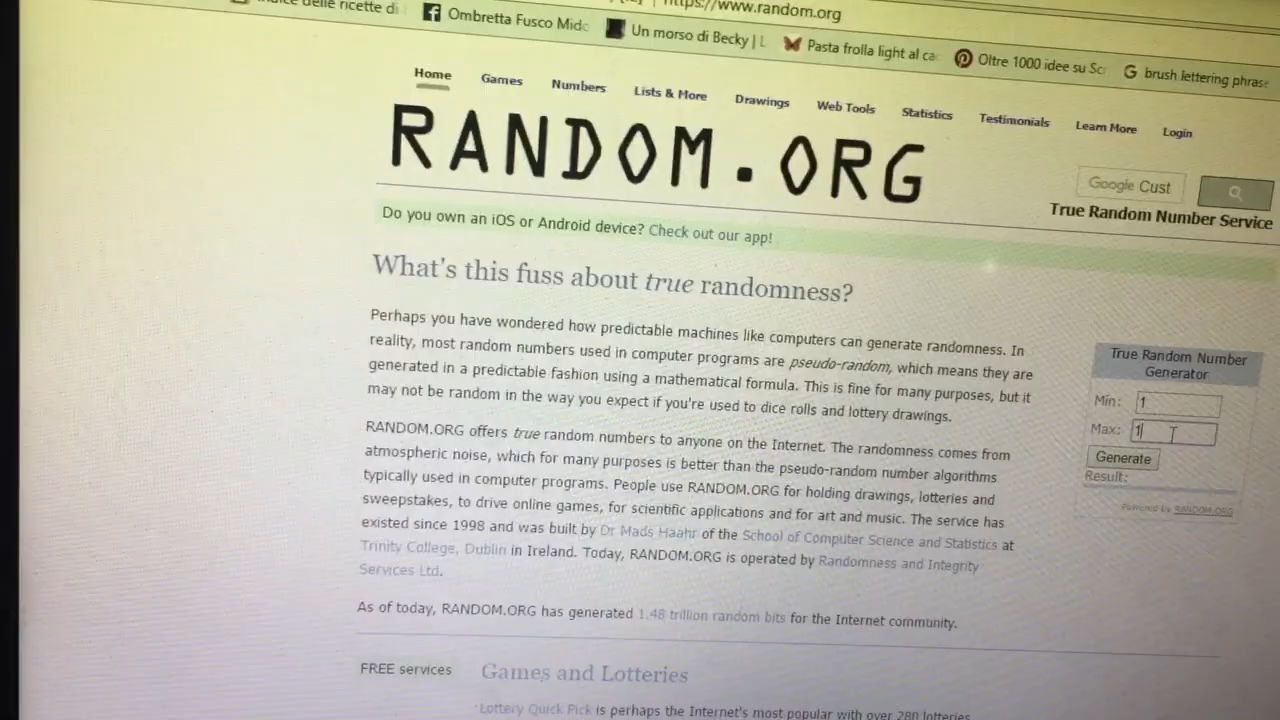 https://www.random.org
delle ricette di
Ombretta Fusco Mido
Un morso di Becky | L
Pasta frolla light al ca
Oltre 1000 idee su Sc
brush lettering phrase
Home
Games
Numbers
Lists & More
Drawings
Web Tools
Statistics
Testimonials
Learn More
Login
RANDOM.ORG
Google Cust
True Random Number Service
Do you own an iOS or Android device? Check out our app!
What's this fuss about true randomness?
Perhaps you have wondered how predictable machines like computers can generate randomness. In
reality, most random numbers used in computer programs are pseudo-random, which means they are
generated in a predictable fashion using a mathematical formula. This is fine for many purposes, but it
may not be random in the way you expect if you're used to dice rolls and lottery drawings.
RANDOM.ORG offers true random numbers to anyone on the Internet. The randomness comes from
atmospheric noise, which for many purposes is better than the pseudo-random number algorithms
typically used in computer programs. People use RANDOM.ORG for holding drawings, lotteries and
sweepstakes, to drive online games, for scientific applications and for art and music. The service has
existed since 1998 and was built by Dr Mads Haahr of the School of Computer Science and Statistics at
Trinity College, Dublin in Ireland. Today, RANDOM.ORG is operated by Randomness and Integrity
Services Ltd.
As of today, RANDOM.ORG has generated 1.48 trillion random bits for the Internet community.
True Random Number
Generator
Min: 1
Max: 1
Generate
Result:
Powered by RANDOM.ORG
FREE services
Games and Lotteries
Lottery Quick Pick is perhaps the Internet's most popular with over 280 lotteries